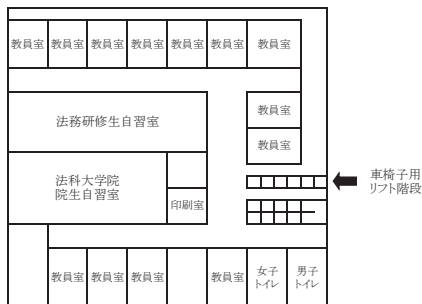 教員室 教員室 教員室 教員室 教員室 教員室 教員室
教員室
法務研修生自習室
教員室
車椅子用
リフト階段
法科大学院
院生自習室
印刷室
教員室 教員室 教員室 教員室
女子
トイレ
男子
トイレ